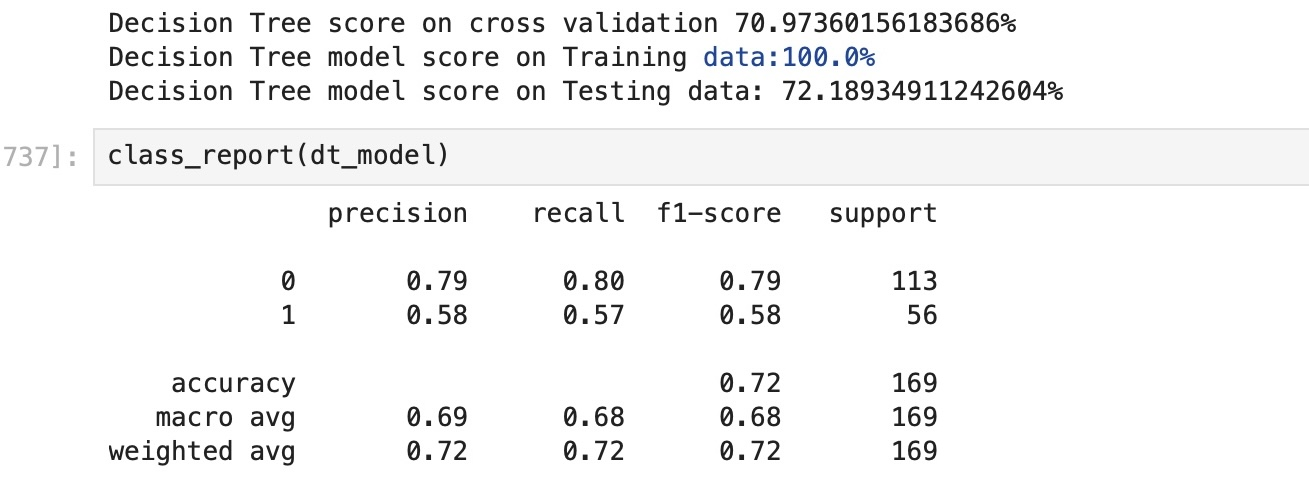 Decision Tree score on cross validation 70.97360156183686%
Decision Tree model score on Training data:100.0%
Decision Tree model score on Testing data: 72.18934911242604%
737]: class_report(dt_model)
precision recall f1-score support
0 0.79 0.80 0.79 113
1 0.58 0.57 0.58 56
accuracy 0.72 169
macro avg 0.69 0.68 0.68 169
weighted avg 0.72 0.72 0.72 169